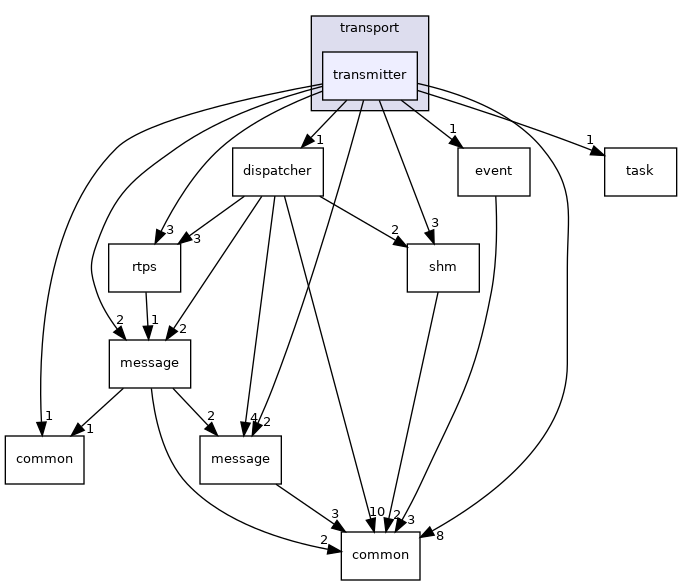 transport
transmitter
1
1
1
dispatcher
event
task
3
3
2
3
rtps
shm
2
1
2
message
1
1
2
4
2
common
message
3
10
2
3
2
8
common